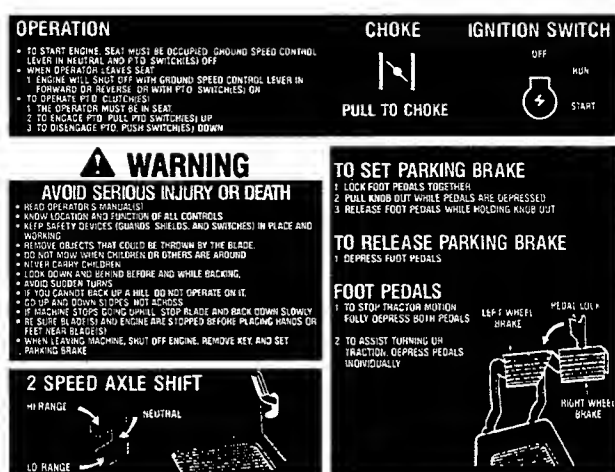 OPERATION
• TO START ENGINE, SEAT MUST BE OCCUPIED, GROUND SPEED CONTROL
LEVER IN NEUTRAL AND PTO SWITCH(ES) OFF
• WHEN OPERATOR LEAVES SEAT
1 ENGINE WILL SHUT OFF WITH GROUND SPEED CONTROL LEVER IN
FORWARD OR REVERSE OR WITH PTO SWITCH(ES) ON
• TO OPERATE PTO CLUTCH(ES)
1 THE OPERATOR MUST BE IN SEAT.
2 TO ENGAGE PTO, PULL PTO SWITCH(ES) UP
3 TO DISENGAGE PTO, PUSH SWITCH(ES) DOWN
CHOKE
PULL TO CHOKE
IGNITION SWITCH
OFF
RUN
START
WARNING
AVOID SERIOUS INJURY OR DEATH
• READ OPERATOR'S MANUAL(S)
• KNOW LOCATION AND FUNCTION OF ALL CONTROLS
• KEEP SAFETY DEVICES (GUARDS, SHIELDS, AND SWITCHES) IN PLACE AND
WORKING
• REMOVE OBJECTS THAT COULD BE THROWN BY THE BLADE.
• DO NOT MOW WHEN CHILDREN OR OTHERS ARE AROUND
• NEVER CARRY CHILDREN
• LOOK DOWN AND BEHIND BEFORE AND WHILE BACKING,
• AVOID SUDDEN TURNS
• IF YOU CANNOT BACK UP A HILL, DO NOT OPERATE ON IT.
• GO UP AND DOWN SLOPES, NOT ACROSS
• IF MACHINE STOPS GOING UPHILL, STOP BLADE AND BACK DOWN SLOWLY
• BE SURE BLADE(S) AND ENGINE ARE STOPPED BEFORE PLACING HANDS OR
FEET NEAR BLADE(S)
• WHEN LEAVING MACHINE, SHUT OFF ENGINE, REMOVE KEY, AND SET
PARKING BRAKE
TO SET PARKING BRAKE
1 LOCK FOOT PEDALS TOGETHER
2 PULL KNOB OUT WHILE PEDALS ARE DEPRESSED
3 RELEASE FOOT PEDALS WHILE HOLDING KNOB OUT
TO RELEASE PARKING BRAKE
1 DEPRESS FOOT PEDALS
FOOT PEDALS
1 TO STOP TRACTOR MOTION
FULLY DEPRESS BOTH PEDALS
2 TO ASSIST TURNING OR
TRACTION, DEPRESS PEDALS
INDIVIDUALLY
LEFT WHEEL
BRAKE
PEDAL LOCK
RIGHT WHEEL
BRAKE
2 SPEED AXLE SHIFT
HI RANGE
NEUTRAL
LO RANGE